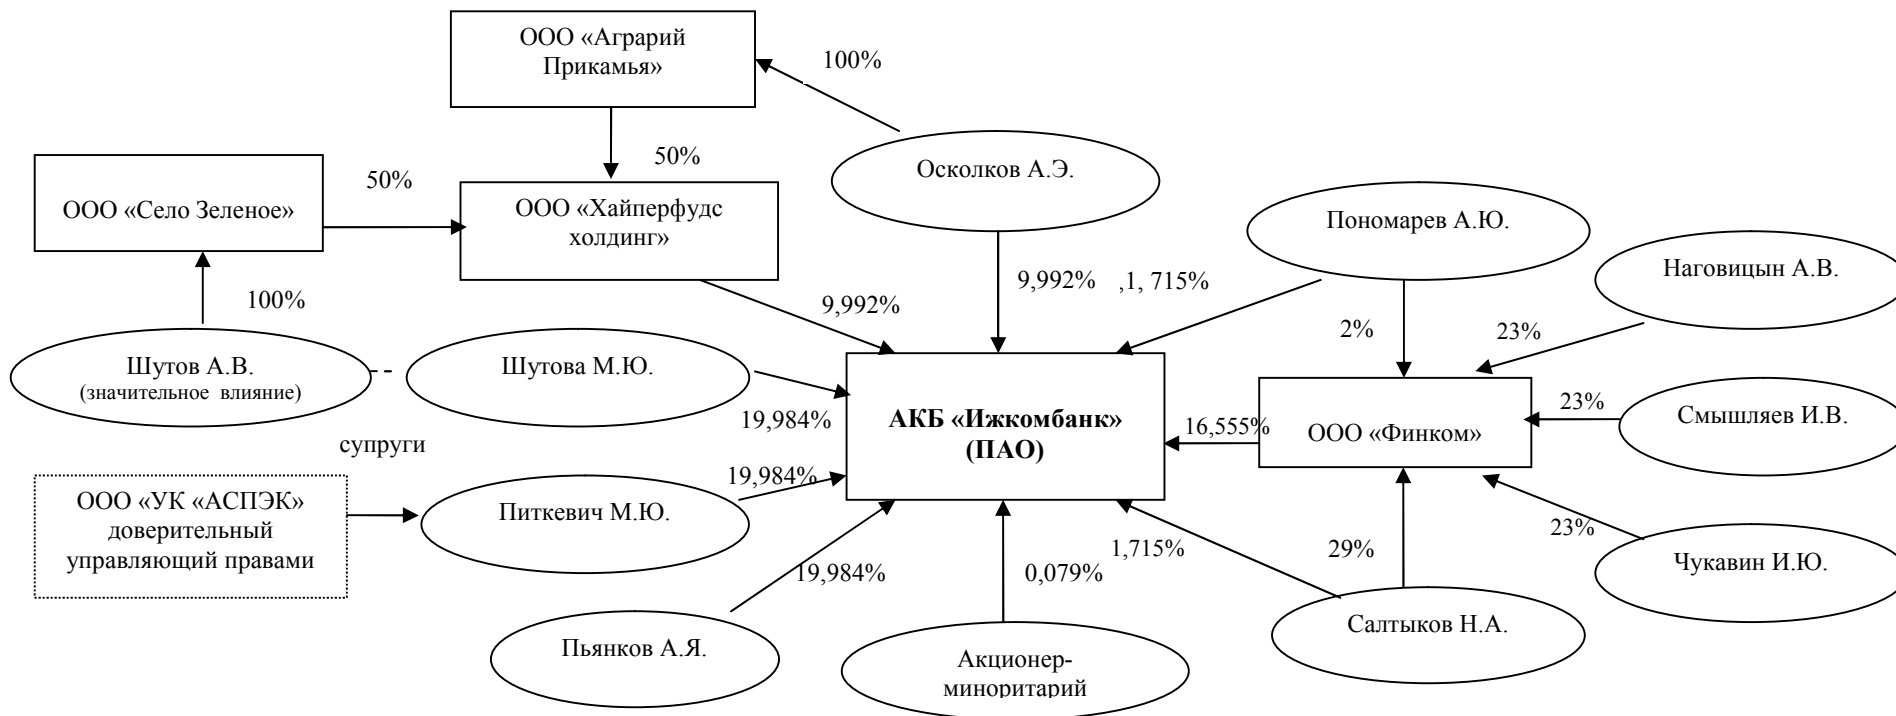 ООО «Аграрий
Прикамья»
100%
50%
Осколков А.Э.
ООО «Село Зеленое»
50%
ООО «Хайперфудс
холдинг»
Пономарев А.Ю.
Наговицын А.В.
100%
9,992%
9,992%
,1, 715%
2%
23%
Шутов А.В.
(значительное влияние)
Шутова М.Ю.
19,984%
АКБ «Ижкомбанк»
(ПАО)
16,555%
ООО «Финком»
23%
Смышляев И.В.
супруги
19,984%
ООО «УК «АСПЭК»
доверительный
управляющий правами
Питкевич М.Ю.
19,984%
0,079%
1,715%
29%
23%
Чукавин И.Ю.
Пьянков А.Я.
Акционер-
миноритарий
Салтыков Н.А.